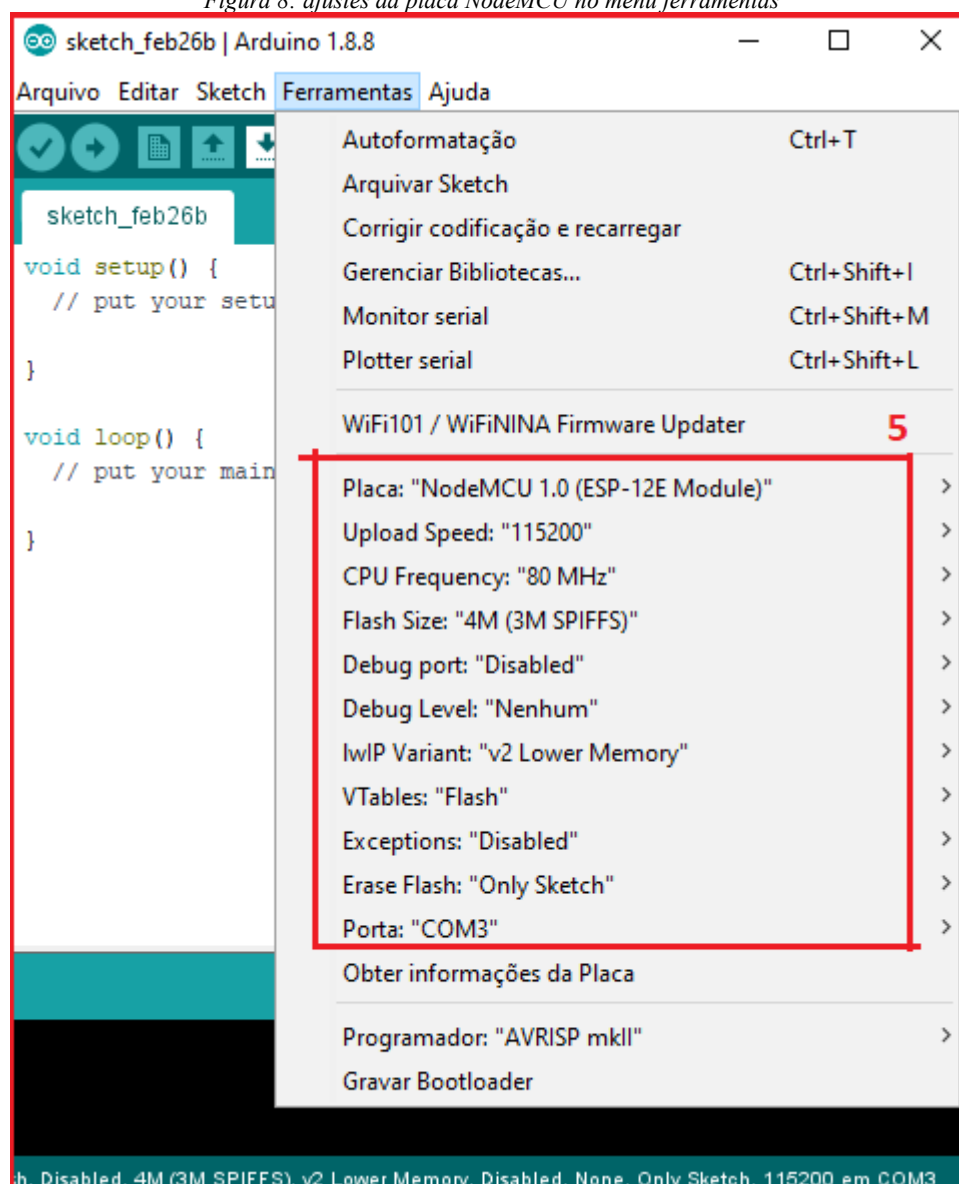 Figura 8: ajustes da placa NodeMCU no menu ferramentas
sketch_feb26b | Arduino 1.8.8
Arquivo Editar Sketch Ferramentas Ajuda
Autoformatação Ctrl+T
Arquivar Sketch
sketch_feb26b
Corrigir codificação e recarregar
void setup() {
Gerenciar Bibliotecas... Ctrl+Shift+I
// put your setu
Monitor serial Ctrl+Shift+M
}
Plotter serial Ctrl+Shift+L
WiFi101 / WiFiNINA Firmware Updater 5
void loop() {
// put your main
Placa: "NodeMCU 1.0 (ESP-12E Module)"
}
Upload Speed: "115200"
CPU Frequency: "80 MHz"
Flash Size: "4M (3M SPIFFS)"
Debug port: "Disabled"
Debug Level: "Nenhum"
lwIP Variant: "v2 Lower Memory"
VTables: "Flash"
Exceptions: "Disabled"
Erase Flash: "Only Sketch"
Porta: "COM3"
Obter informações da Placa
Programador: "AVRISP mkII"
Gravar Bootloader
h, Disabled, 4M (3M SPIFFS), v2 Lower Memory, Disabled, None, Only Sketch, 115200 em COM3